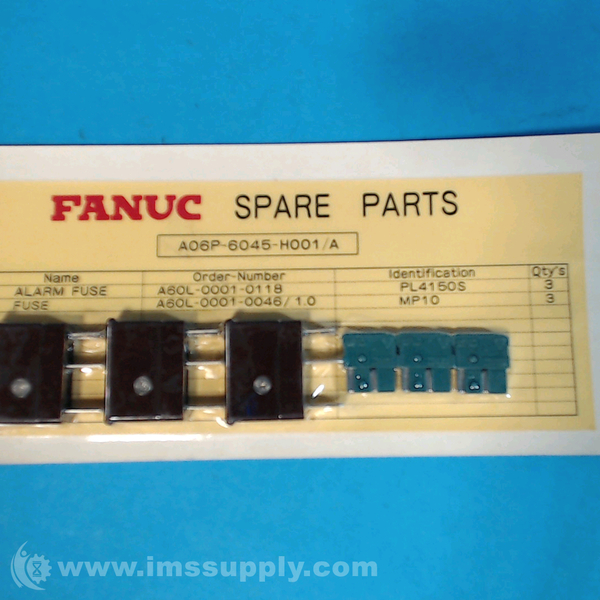 FANUC SPARE PARTS
A06P-6045-H001/A
Name Order-Number Identification Qty's
ALARM FUSE A60L-0001-0118 PL4150S 3
FUSE A60L-0001-0046/1.0 MP10 3
www.imssupply.com